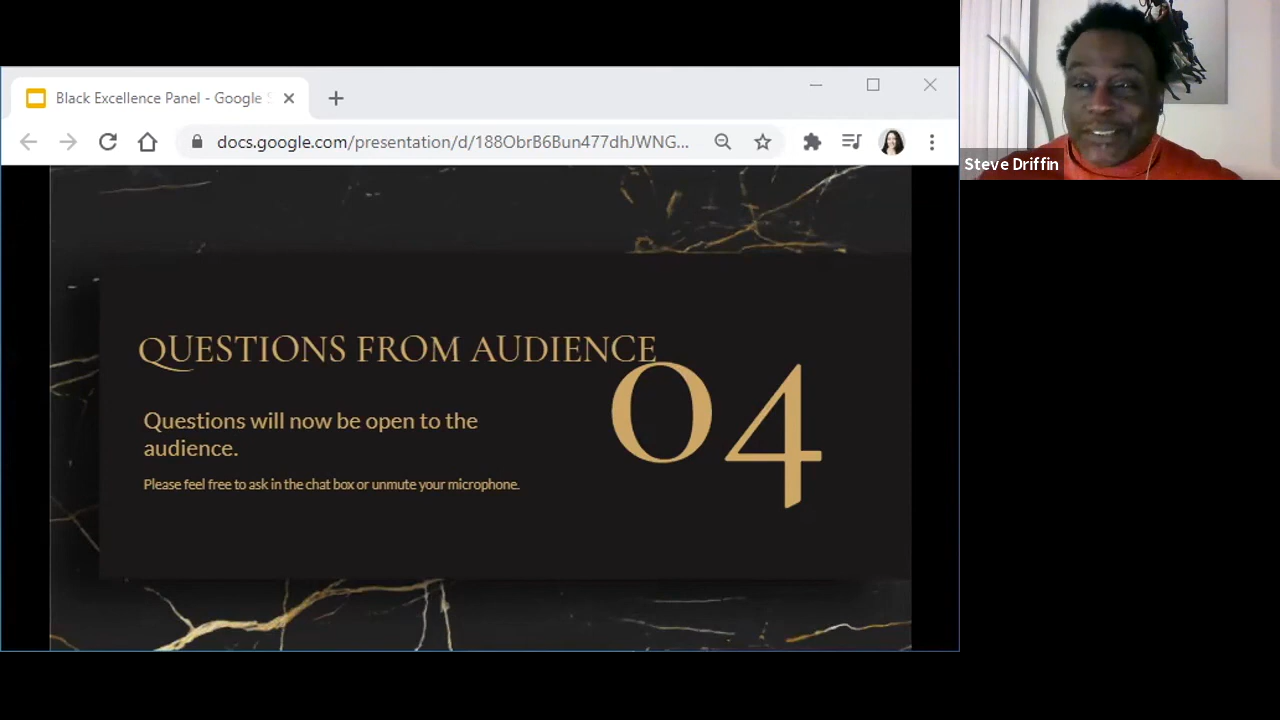 Black Excellence Panel - Google
docs.google.com/presentation/d/188ObrB6Bun477dhJWNG...
Steve Driffin
QUESTIONS FROM AUDIENCE
04
Questions will now be open to the
audience.
Please feel free to ask in the chat box or unmute your microphone.